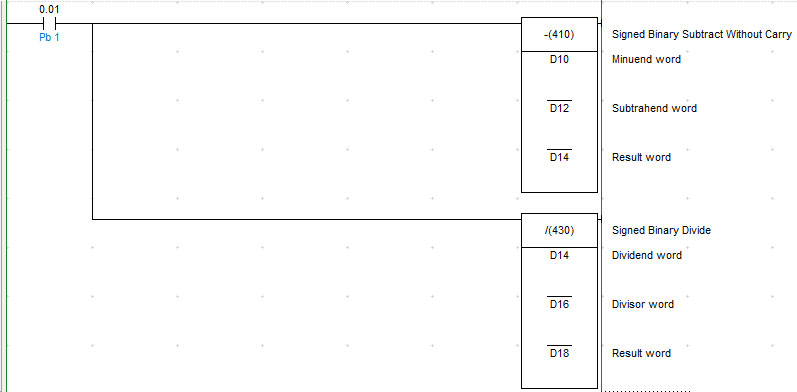 0.01
Pb 1
-(410) Signed Binary Subtract Without Carry
D10 Minuend word
D12 Subtrahend word
D14 Result word
/(430) Signed Binary Divide
D14 Dividend word
D16 Divisor word
D18 Result word